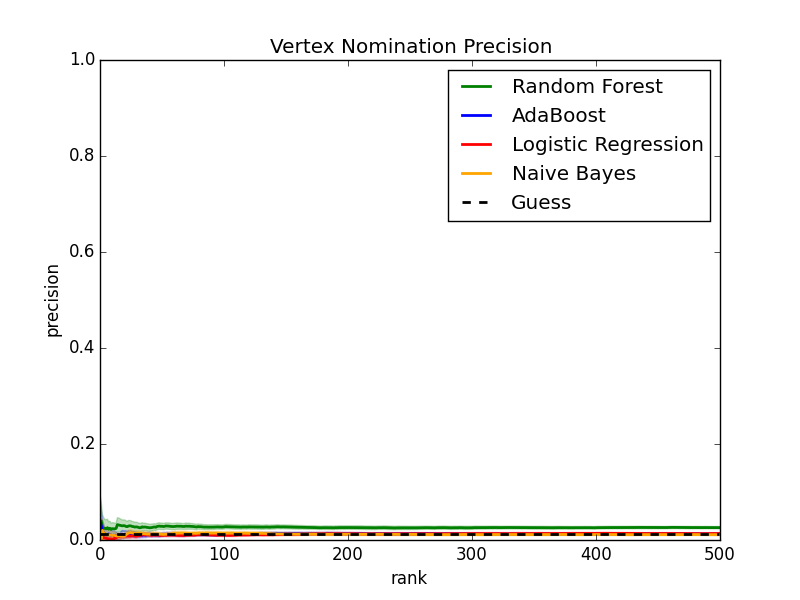 Vertex Nomination Precision
1.0
0.8
0.6
0.4
0.2
0.0
precision
Random Forest
AdaBoost
Logistic Regression
Naive Bayes
Guess
0 100 200 300 400 500
rank